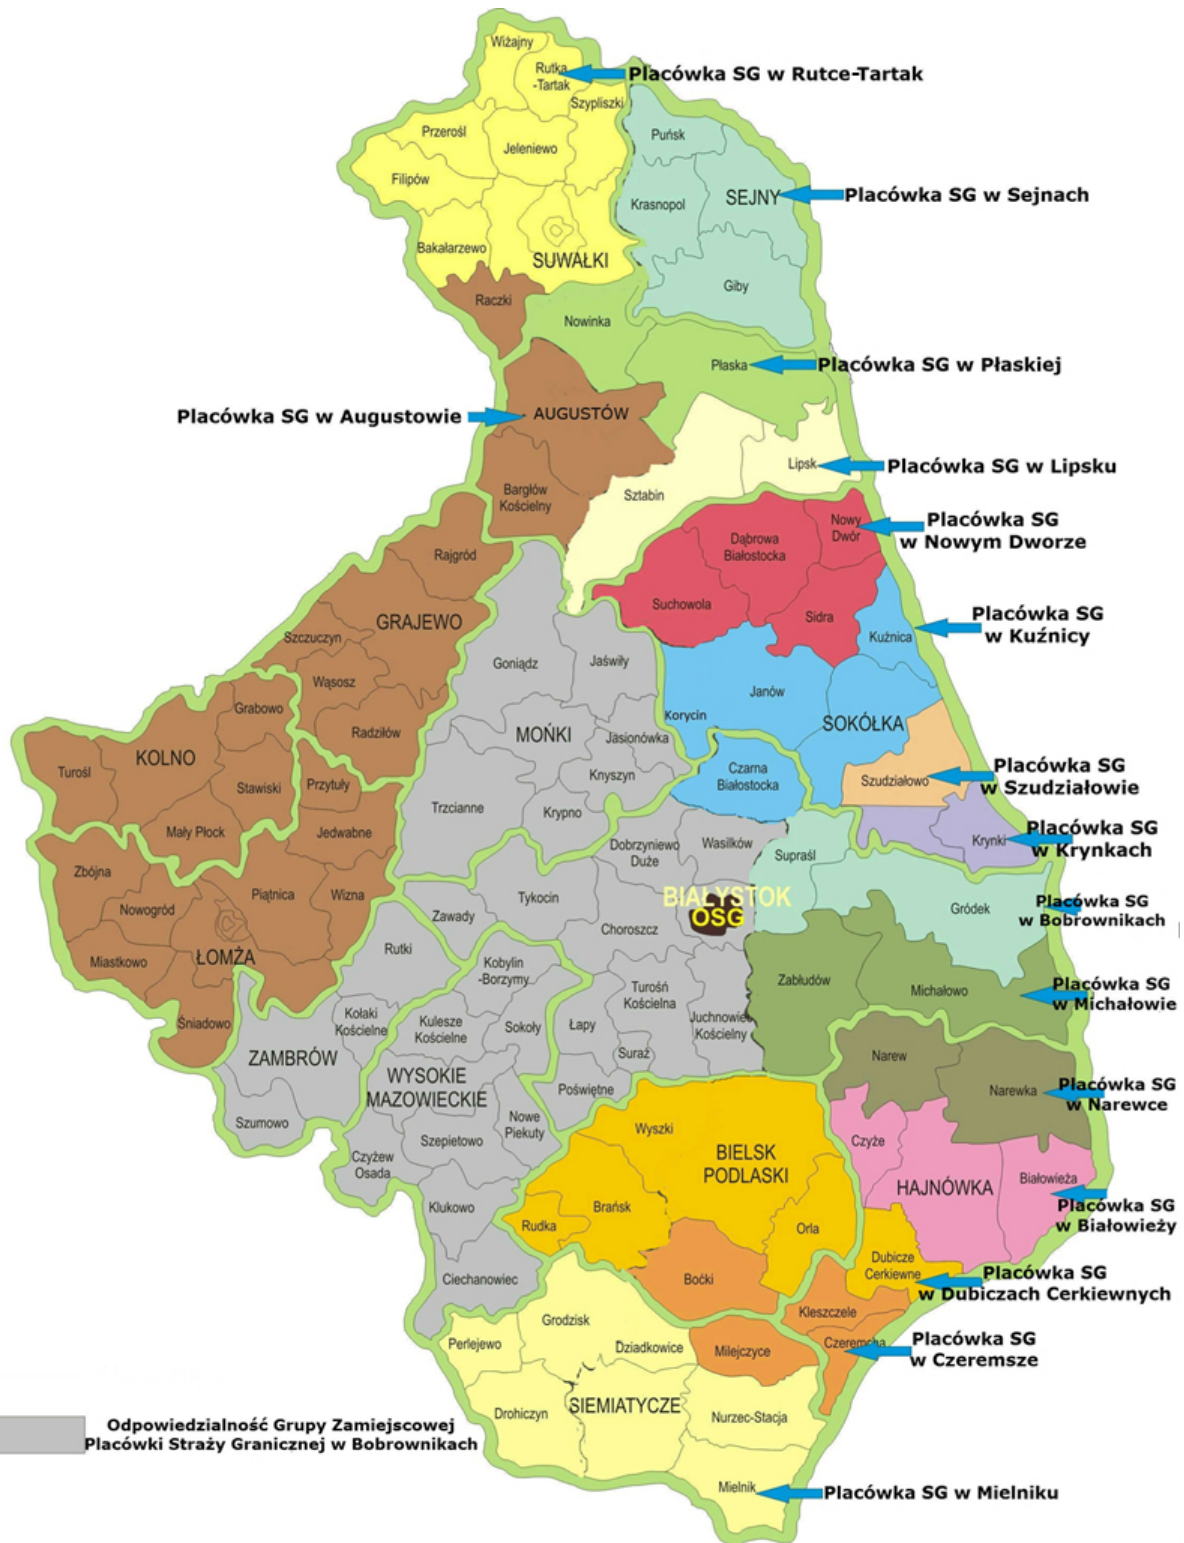 Wiżajny
Rutka
-Tartak
Placówka SG w Rutce-Tartak
Szypliszki
Przerośl
Jeleniewo
Puńsk
Filipów
Krasnopol
SEJNY
Placówka SG w Sejnach
Bakałarzewo
SUWAŁKI
Giby
Raczki
Nowinka
Płaska
Placówka SG w Płaskiej
Placówka SG w Augustowie
AUGUSTÓW
Lipsk
Placówka SG w Lipsku
Bargłów
Kościelny
Sztabin
Nowy
Dwór
Placówka SG
w Nowym Dworze
Dąbrowa
Białostocka
Rajgród
Suchowola
Sidra
Kuźnica
Placówka SG
w Kuźnicy
GRAJEWO
Szczuczyn
Goniądz
Jaświły
Wąsosz
Janów
Grabowo
Korycin
SOKÓŁKA
Radziłów
MOŃKI
Jasionówka
KOLNO
Turośl
Stawiski
Przytuły
Knyszyn
Czarna
Białostocka
Szudziałowo
Placówka SG
w Szudziałowie
Trzcianne
Krypno
Mały Płock
Jedwabne
Dobrzyniewo
Duże
Wasilków
Supraśl
Krynki
Placówka SG
w Krynkach
Zbójna
Piątnica
Wizna
Tykocin
BIAŁYSTOK
OSG
Nowogród
Zawady
Choroszcz
Gródek
Placówka SG
w Bobrownikach
Miastkowo
ŁOMŻA
Rutki
Kobylin
-Borzymy
Turośń
Kościelna
Zabłudów
Michałowo
Placówka SG
w Michałowie
Śniadowo
Kołaki
Kościelne
Kulesze
Kościelne
Sokoły
Łapy
Juchnowiec
Kościelny
Suraż
ZAMBRÓW
WYSOKIE
MAZOWIECKIE
Poświętne
Narew
Narewka
Placówka SG
w Narewce
Szumowo
Szepietowo
Nowe
Piekuty
Wyszki
Czyże
BIELSK
PODLASKI
Czyżew
Osada
HAJNÓWKA
Białowieża
Placówka SG
w Białowieży
Klukowo
Rudka
Brańsk
Orla
Ciechanowiec
Boćki
Dubicze
Cerkiewne
Placówka SG
w Dubiczach Cerkiewnych
Kleszczele
Grodzisk
Perlejewo
Dziadkowice
Milejczyce
Czeremcha
Placówka SG
w Czeremsze
Drohiczyn
SIEMIATYCZE
Nurzec-Stacja
Odpowiedzialność Grupy Zamiejscowej
Placówki Straży Granicznej w Bobrownikach
Mielnik
Placówka SG w Mielniku